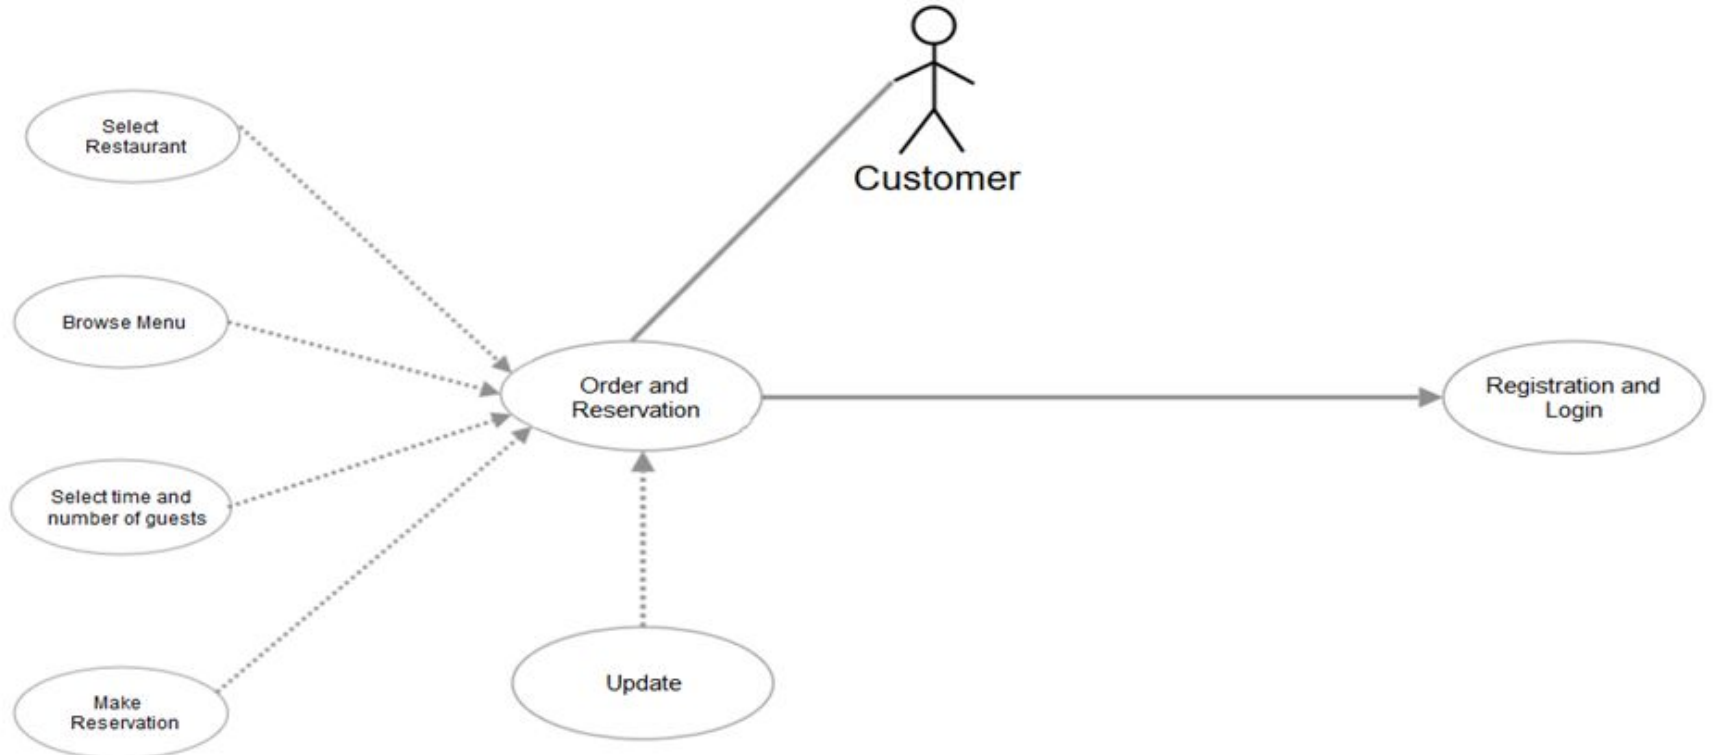 Customer
Select
Restaurant
Browse Menu
Order and
Reservation
Registration and
Login
Select time and
number of guests
Update
Make
Reservation